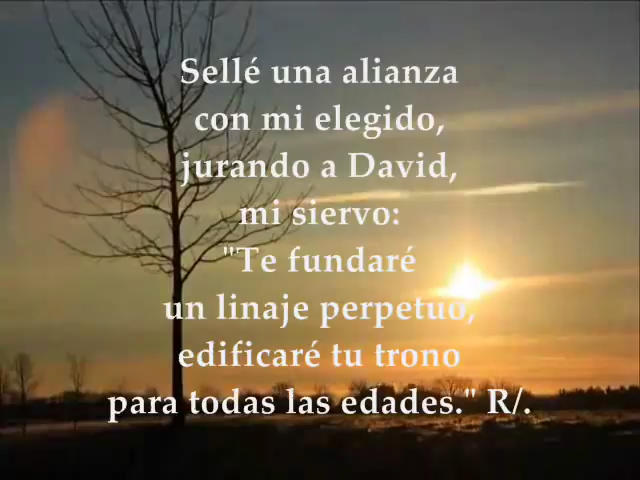 Sellé una alianza
con mi elegido,
jurando a David,
mi siervo:
"Te fundaré
un linaje perpetuo,
edificaré tu trono
para todas las edades." R/.